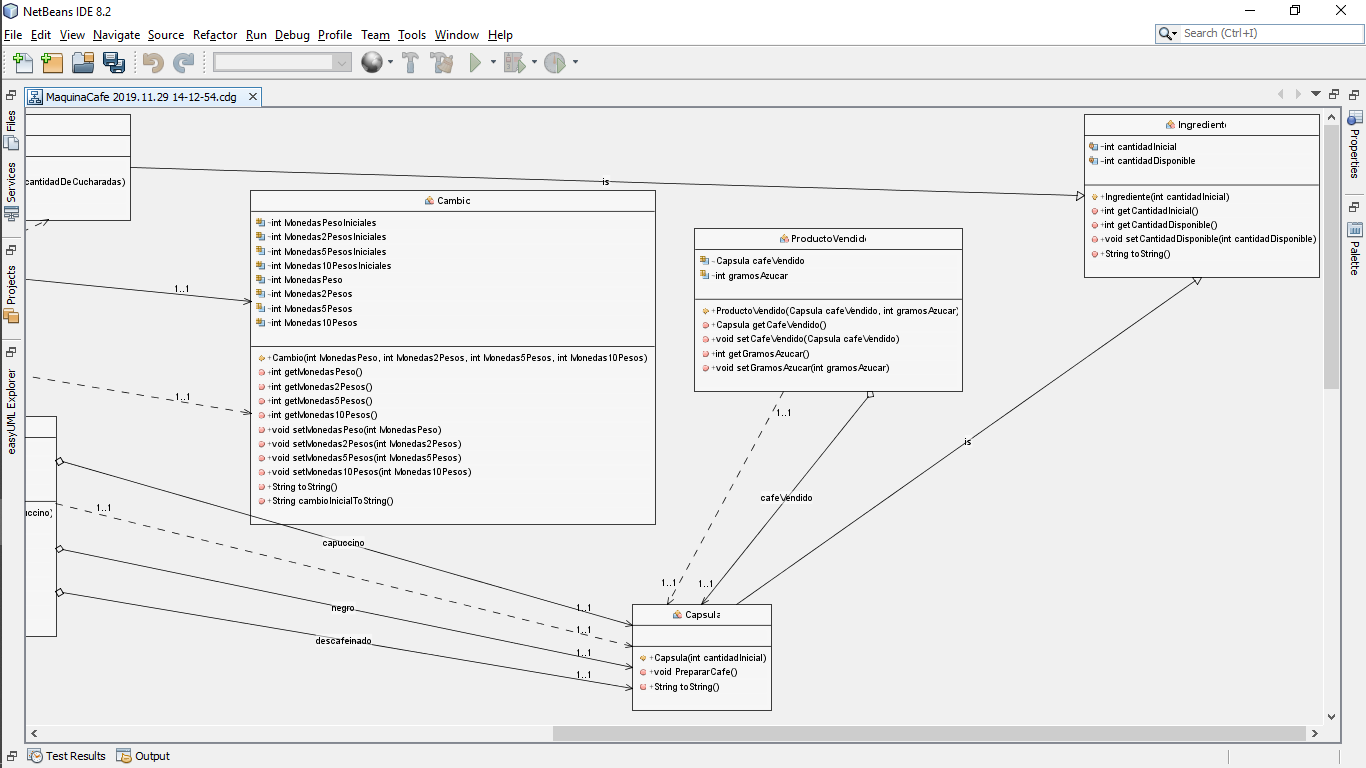 NetBeans IDE 8.2
File Edit View Navigate Source Refactor Run Debug Profile Team Tools Window Help
Search (Ctrl+I)
MaquinaCafe 2019.11.29 14-12-54.cdg
Files
Services
Projects
easyUML Explorer
Properties
Palette
cantidadDeCucharadas)
is
1..1
1..1
Cambio
-int MonedasPesoIniciales
-int Monedas2PesosIniciales
-int Monedas5PesosIniciales
-int Monedas10PesosIniciales
-int MonedasPeso
-int Monedas2Pesos
-int Monedas5Pesos
-int Monedas10Pesos
+Cambio(int MonedasPeso, int Monedas2Pesos, int Monedas5Pesos, int Monedas10Pesos)
+int getMonedasPeso()
+int getMonedas2Pesos()
+int getMonedas5Pesos()
+int getMonedas10Pesos()
+void setMonedasPeso(int MonedasPeso)
+void setMonedas2Pesos(int Monedas2Pesos)
+void setMonedas5Pesos(int Monedas5Pesos)
+void setMonedas10Pesos(int Monedas10Pesos)
+String toString()
+String cambioInicialToString()
ProductoVendido
-Capsula cafeVendido
-int gramosAzucar
+ProductoVendido(Capsula cafeVendido, int gramosAzucar)
+Capsula getCafeVendido()
+void setCafeVendido(Capsula cafeVendido)
+int getGramosAzucar()
+void setGramosAzucar(int gramosAzucar)
Ingrediente
-int cantidadInicial
-int cantidadDisponible
+Ingrediente(int cantidadInicial)
+int getCantidadInicial()
+int getCantidadDisponible()
+void setCantidadDisponible(int cantidadDisponible)
+String toString()
1..1
is
cafeVendido
uccino)
1..1
capuccino
negro
descafeinado
1..1 1..1
1..1
1..1
1..1
1..1
Capsula
+Capsula(int cantidadInicial)
+void PrepararCafe()
+String toString()
Test Results Output